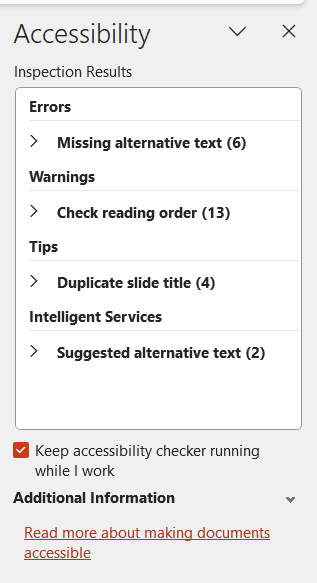 Accessibility
Inspection Results
Errors
Missing alternative text (6)
Warnings
Check reading order (13)
Tips
Duplicate slide title (4)
Intelligent Services
Suggested alternative text (2)
Keep accessibility checker running
while I work
Additional Information
Read more about making documents
accessible